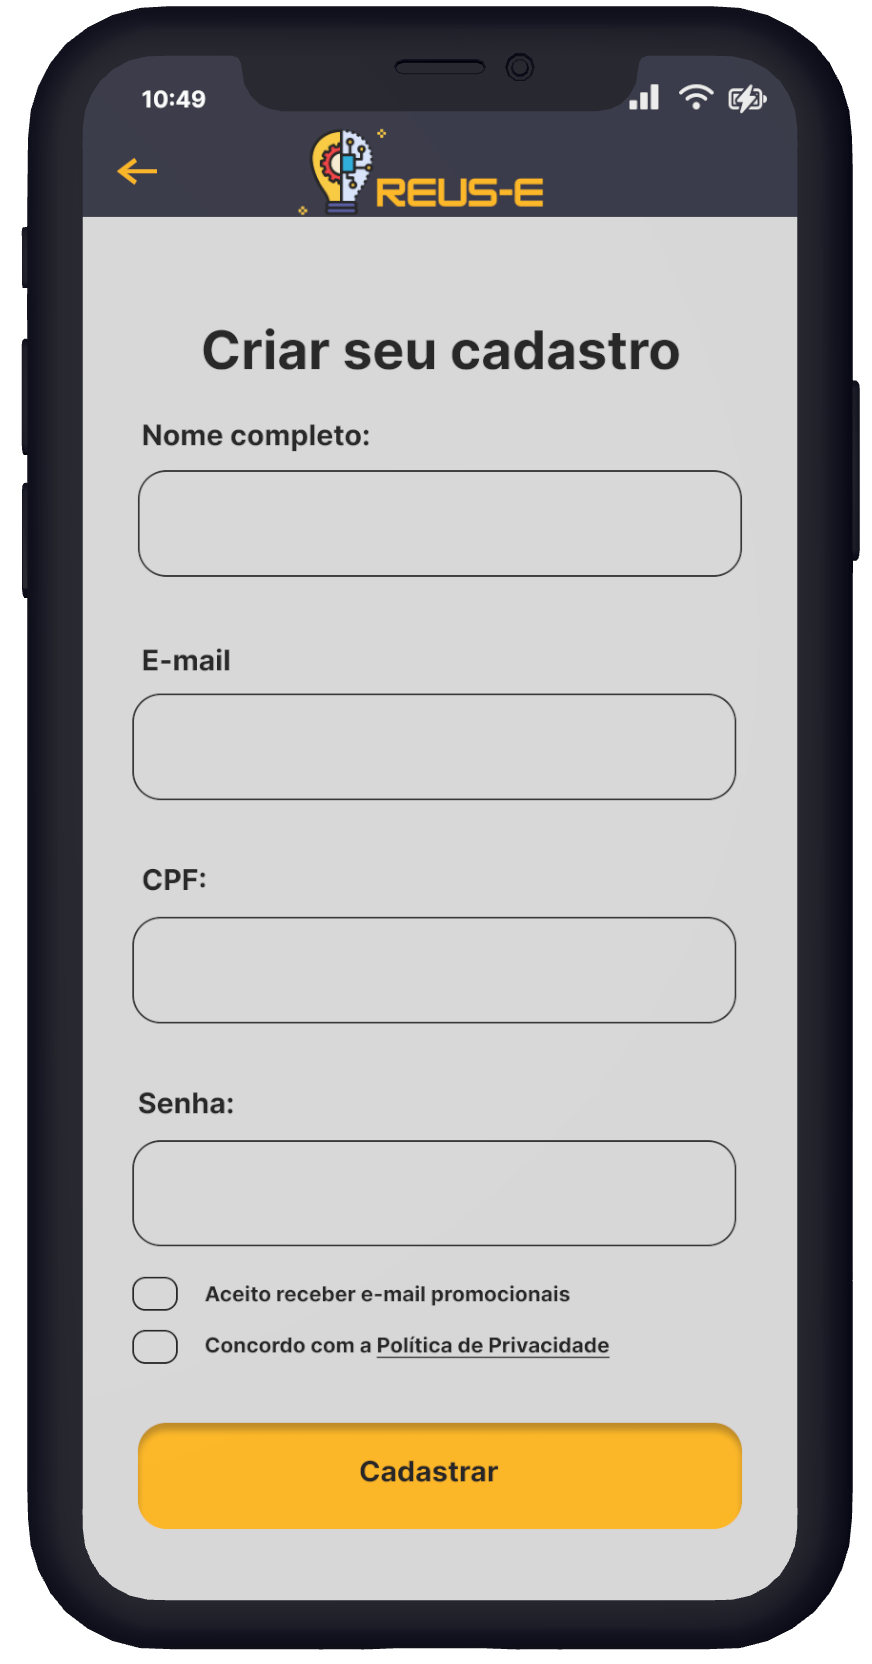 10:49
REUS-E
Criar seu cadastro
Nome completo:
E-mail
CPF:
Senha:
Aceito receber e-mail promocionais
Concordo com a Política de Privacidade
Cadastrar